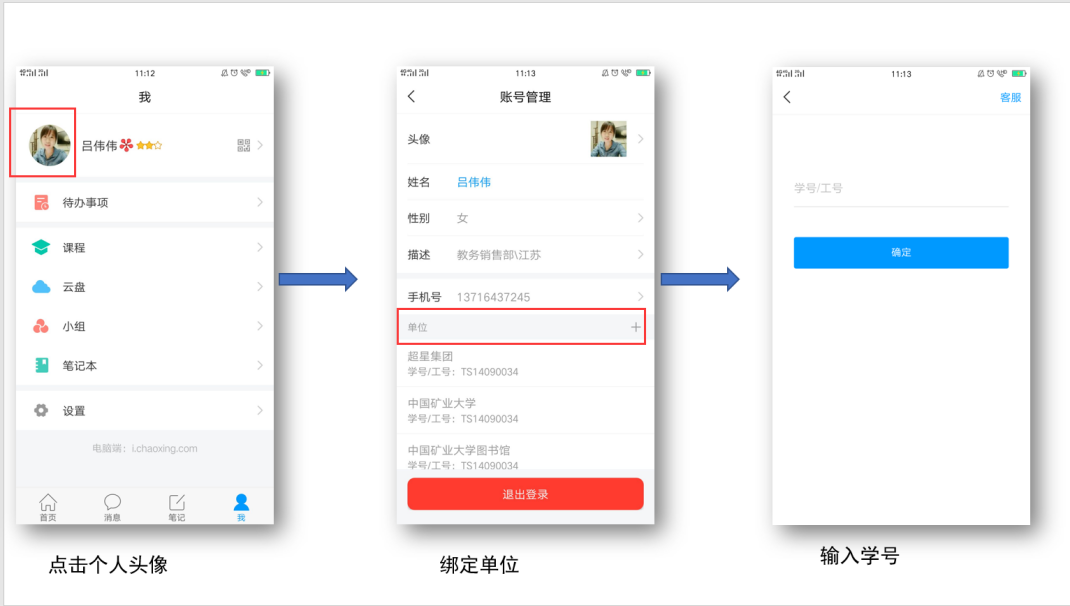 11:12
我
吕伟伟
待办事项
课程
云盘
小组
笔记本
设置
电脑端：i.chaoxing.com
首页 消息 笔记 我
点击个人头像
11:13
账号管理
头像
姓名 吕伟伟
性别 女
描述 教务销售部\江苏
手机号 13716437245
单位
超星集团
学号/工号：TS14090034
中国矿业大学
学号/工号：TS14090034
中国矿业大学图书馆
学号/工号：TS14090034
退出登录
绑定单位
11:13
客服
学号/工号
确定
输入学号